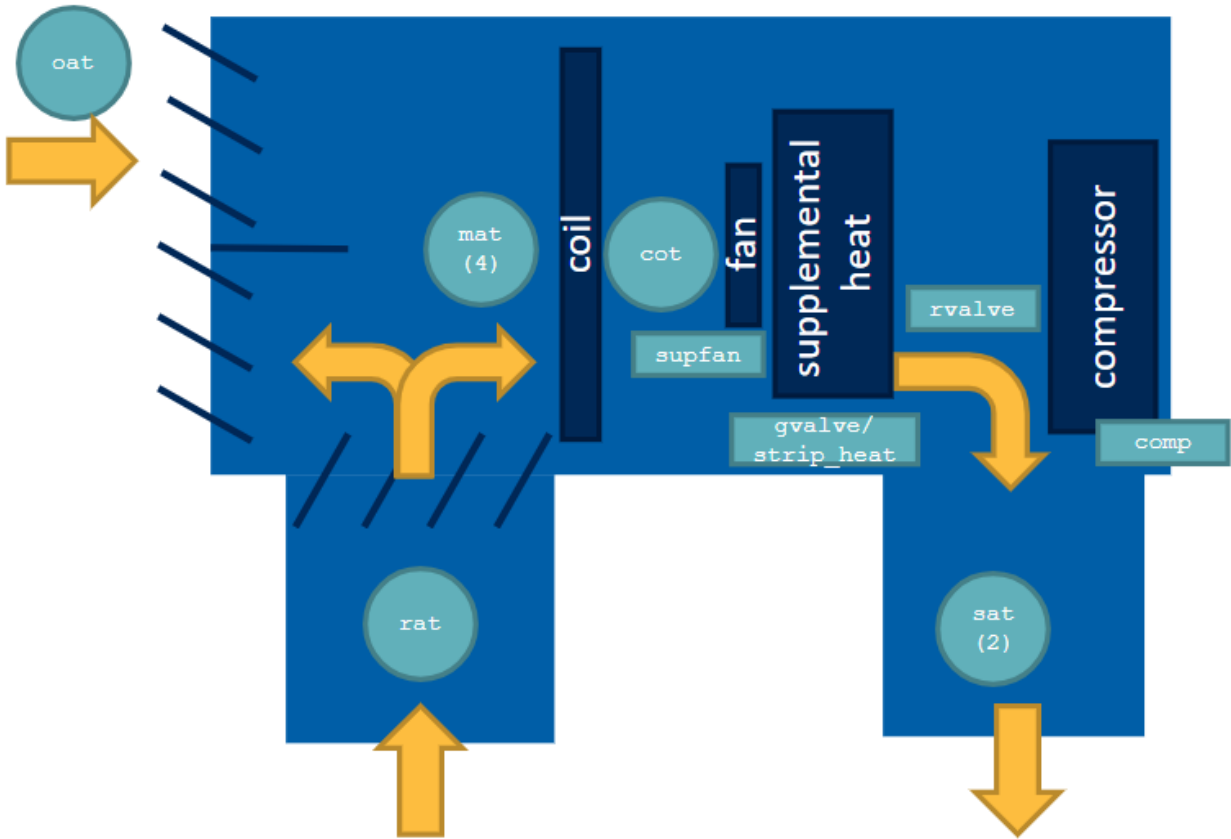 oat
mat
(4)
coil
cot
fan
supplemental
heat
rvalve
compressor
supfan
gvalve/
strip_heat
comp
rat
sat
(2)